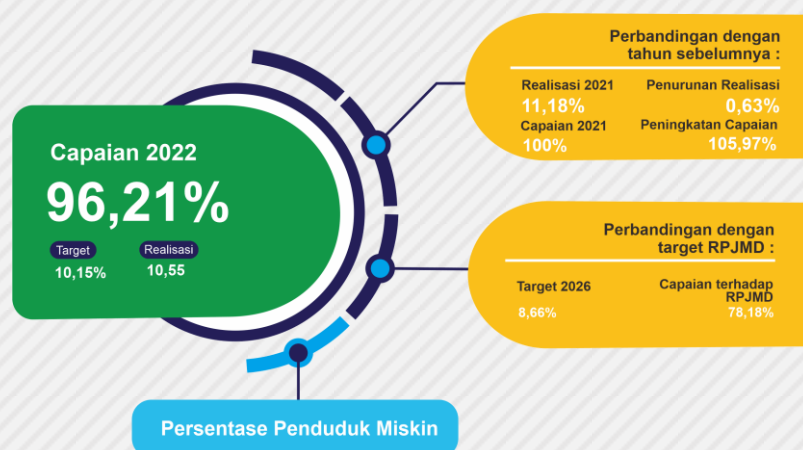 Capaian 2022
96,21%
Target
Realisasi
10,15%
10,55
Perbandingan dengan
tahun sebelumnya :
Realisasi 2021
Penurunan Realisasi
11,18%
0,63%
Capaian 2021
Peningkatan Capaian
100%
105,97%
Perbandingan dengan
target RPJMD :
Target 2026
Capaian terhadap
RPJMD
8,66%
78,18%
Persentase Penduduk Miskin